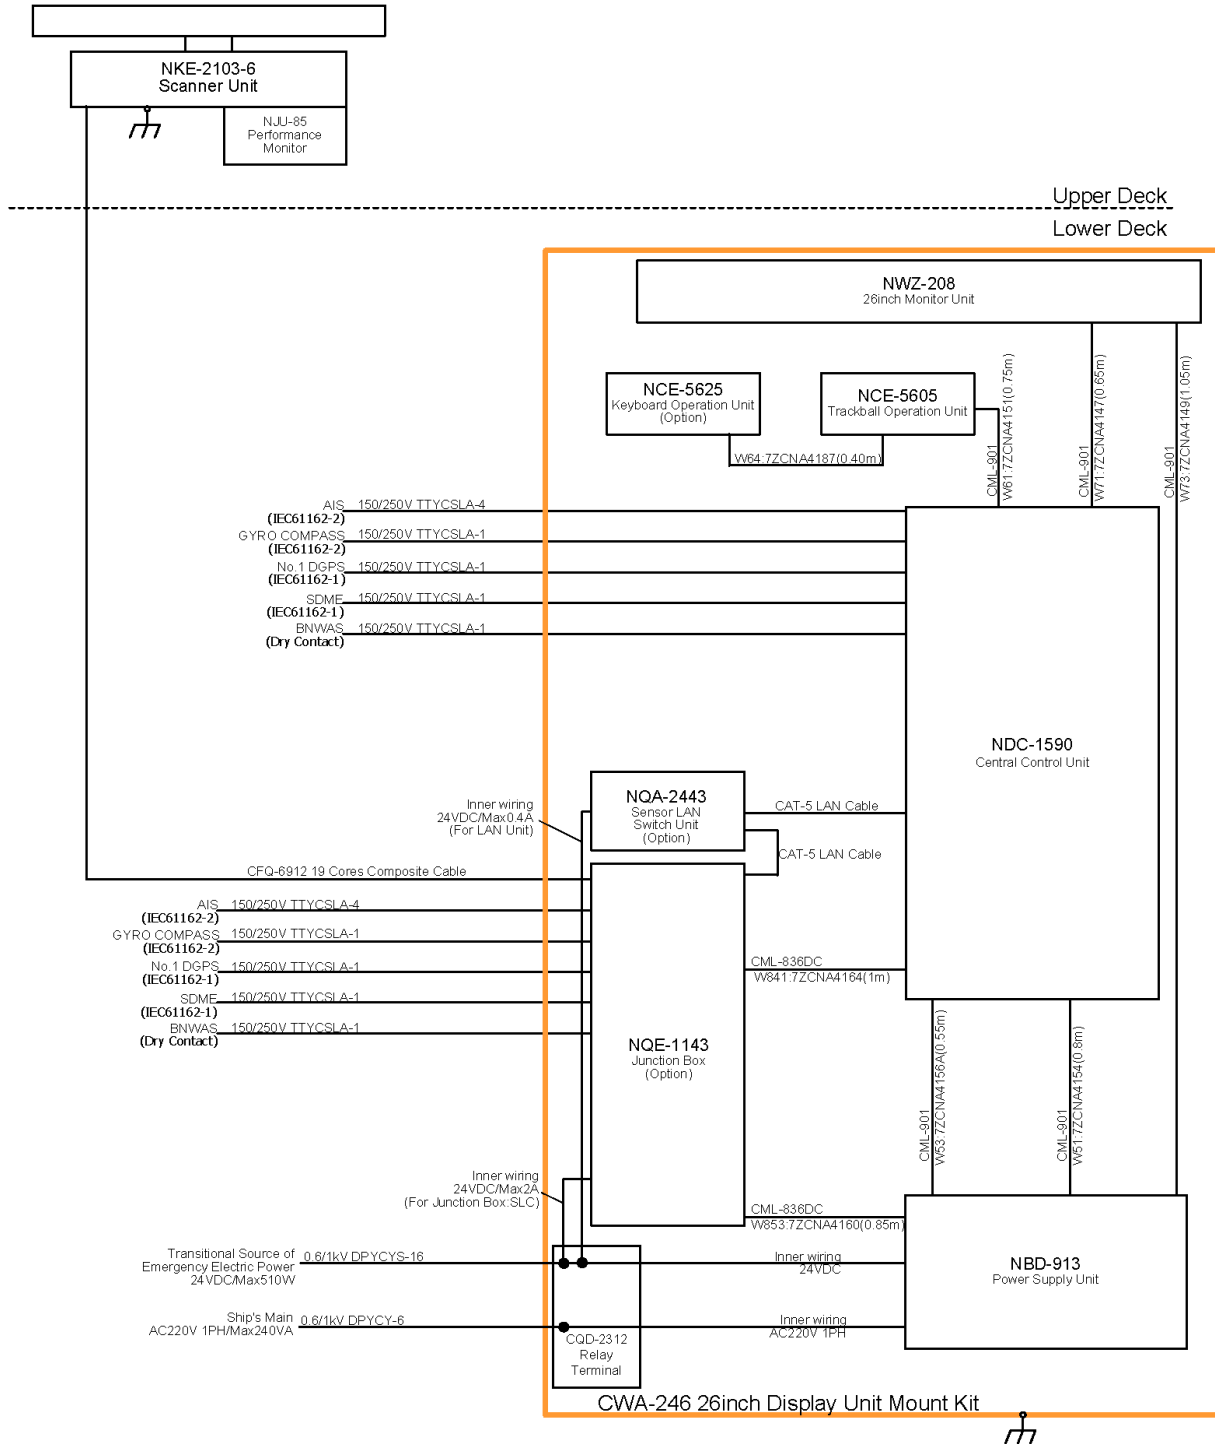 NKE-2103-6
Scanner Unit
NJU-85
Performance
Monitor
Upper Deck
Lower Deck
NWZ-208
26inch Monitor Unit
NCE-5625
Keyboard Operation Unit
(Option)
NCE-5605
Trackball Operation Unit
W64:7ZCNA4187(0.40m)
CML-901
W61:7ZCNA4151(0.75m)
CML-901
W71:7ZCNA4147(0.65m)
CML-901
W73:7ZCNA4149(1.05m)
AIS 150/250V TTYCSLA-4
(IEC61162-2)
GYRO COMPASS 150/250V TTYCSLA-1
(IEC61162-2)
No.1 DGPS 150/250V TTYCSLA-1
(IEC61162-1)
SDME 150/250V TTYCSLA-1
(IEC61162-1)
BNWAS 150/250V TTYCSLA-1
(Dry Contact)
NDC-1590
Central Control Unit
NQA-2443
Sensor LAN
Switch Unit
(Option)
Inner wiring
24VDC/Max0.4A
(For LAN Unit)
CAT-5 LAN Cable
CAT-5 LAN Cable
CFQ-6912 19 Cores Composite Cable
AIS 150/250V TTYCSLA-4
(IEC61162-2)
GYRO COMPASS 150/250V TTYCSLA-1
(IEC61162-2)
No.1 DGPS 150/250V TTYCSLA-1
(IEC61162-1)
SDME 150/250V TTYCSLA-1
(IEC61162-1)
BNWAS 150/250V TTYCSLA-1
(Dry Contact)
CML-836DC
W841:7ZCNA4164(1m)
NQE-1143
Junction Box
(Option)
CML-901
W53:7ZCNA4156A(0.55m)
CML-901
W51:7ZCNA4154(0.8m)
Inner wiring
24VDC/Max2A
(For Junction Box:SLC)
CML-836DC
W853:7ZCNA4160(0.85m)
Transitional Source of
Emergency Electric Power
24VDC/Max510W
0.6/1kV DPYCYS-16
Inner wiring
24VDC
NBD-913
Power Supply Unit
Ship's Main
AC220V 1PH/Max240VA
0.6/1kV DPYCY-6
Inner wiring
AC220V 1PH
CQD-2312
Relay
Terminal
CWA-246 26inch Display Unit Mount Kit